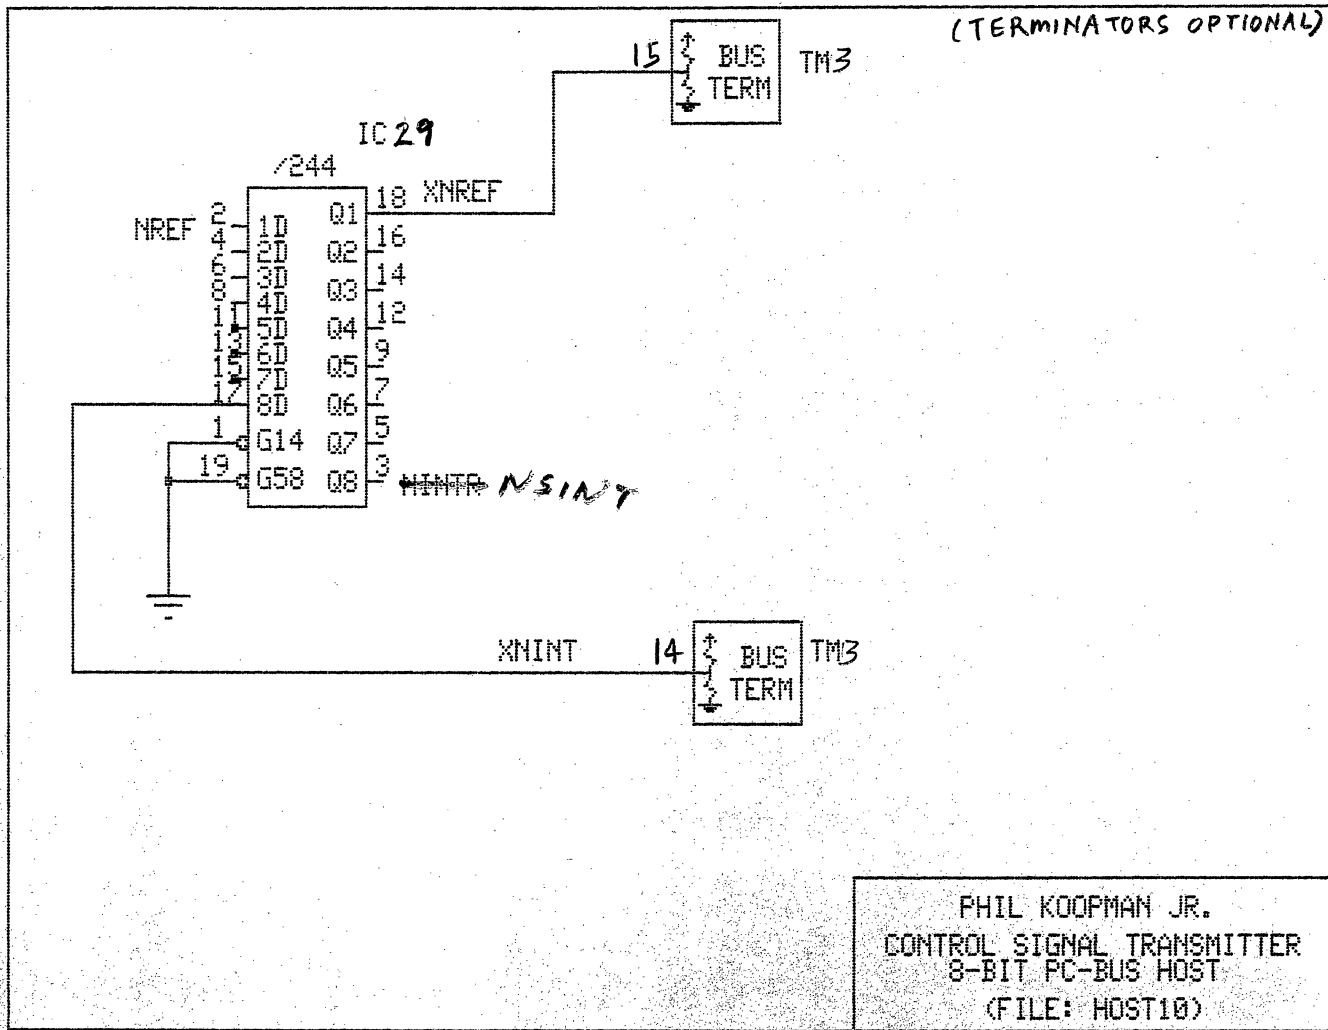 (TERMINATORS OPTIONAL)
15 BUS TM3
TERM
IC29
/244
18 XNREF
NREF 2 1D Q1
4 2D Q2 16
6 3D Q3 14
8 4D Q4 12
11 5D Q5 9
13 6D Q6 7
15 7D Q7 5
17 8D Q8 3
1 G14
19 G58
NINTR NSINT
XNINT 14 BUS TM3
TERM
PHIL KOOPMAN JR.
CONTROL SIGNAL TRANSMITTER
8-BIT PC-BUS HOST
(FILE: HOST10)